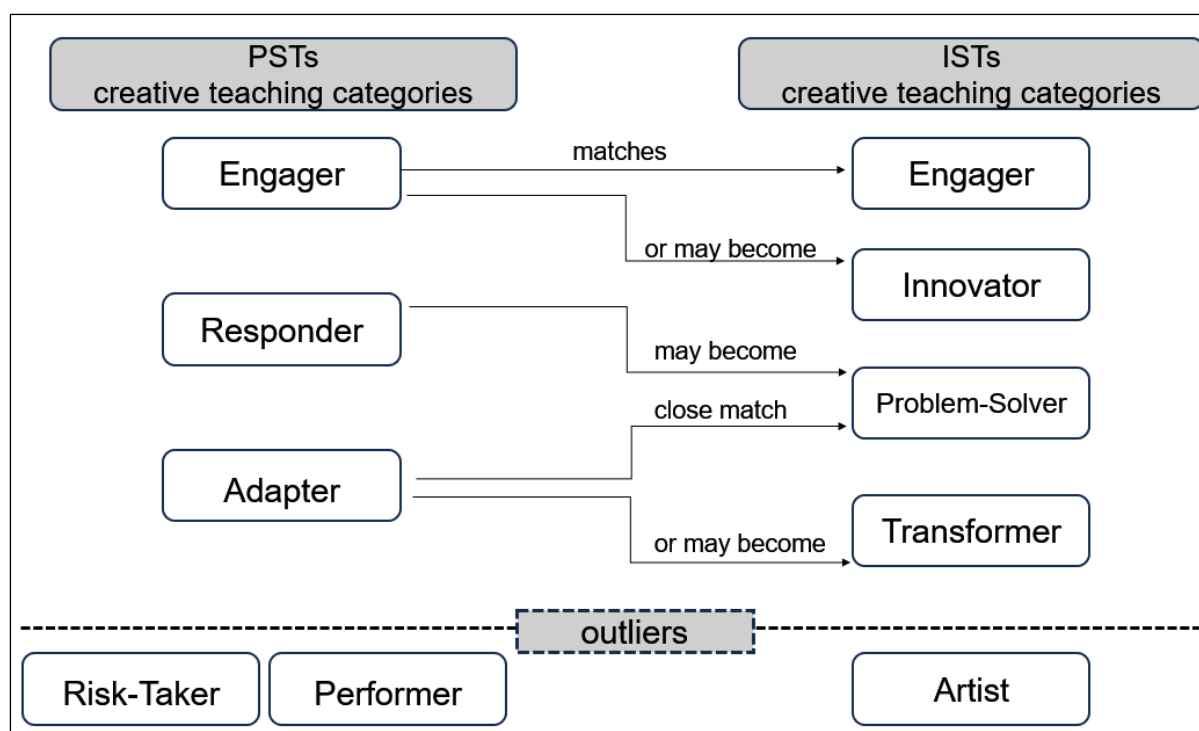 PSTs
creative teaching categories
ISTs
creative teaching categories
Engager
matches
Engager
or may become
Innovator
Responder
may become
Problem-Solver
close match
Adapter
or may become
Transformer
outliers
Risk-Taker
Performer
Artist